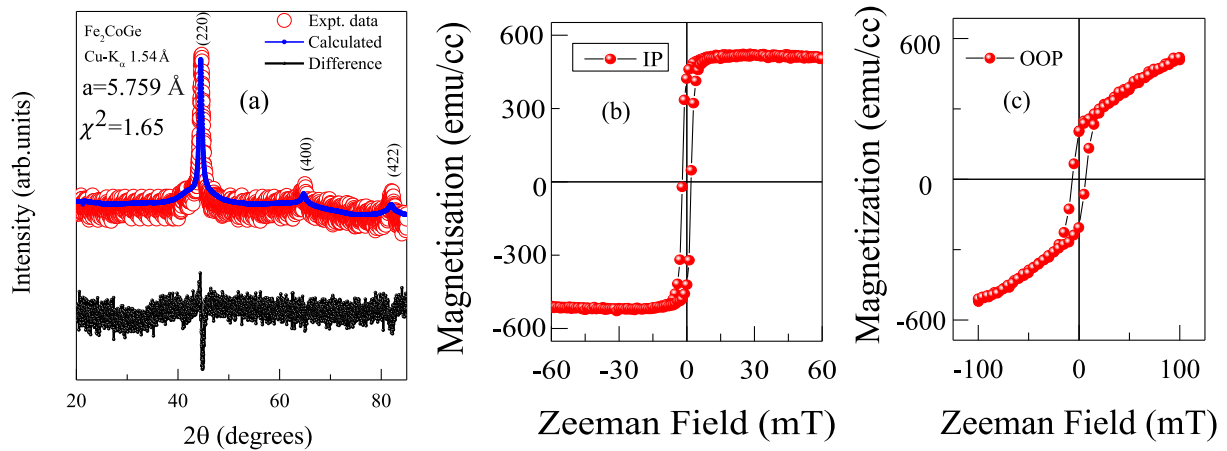 Fe₂CoGe
Cu-Kα 1.54Å
a=5.759 Å
χ²=1.65
(220)
Expt. data
Calculated
Difference
(a)
(400)
(422)
Intensity (arb.units)
20 40 60 80
2θ (degrees)
Magnetisation (emu/cc)
600
300
0
-300
-600
IP
(b)
-60 -30 0 30 60
Zeeman Field (mT)
Magnetization (emu/cc)
600
0
-600
OOP
(c)
-100 0 100
Zeeman Field (mT)